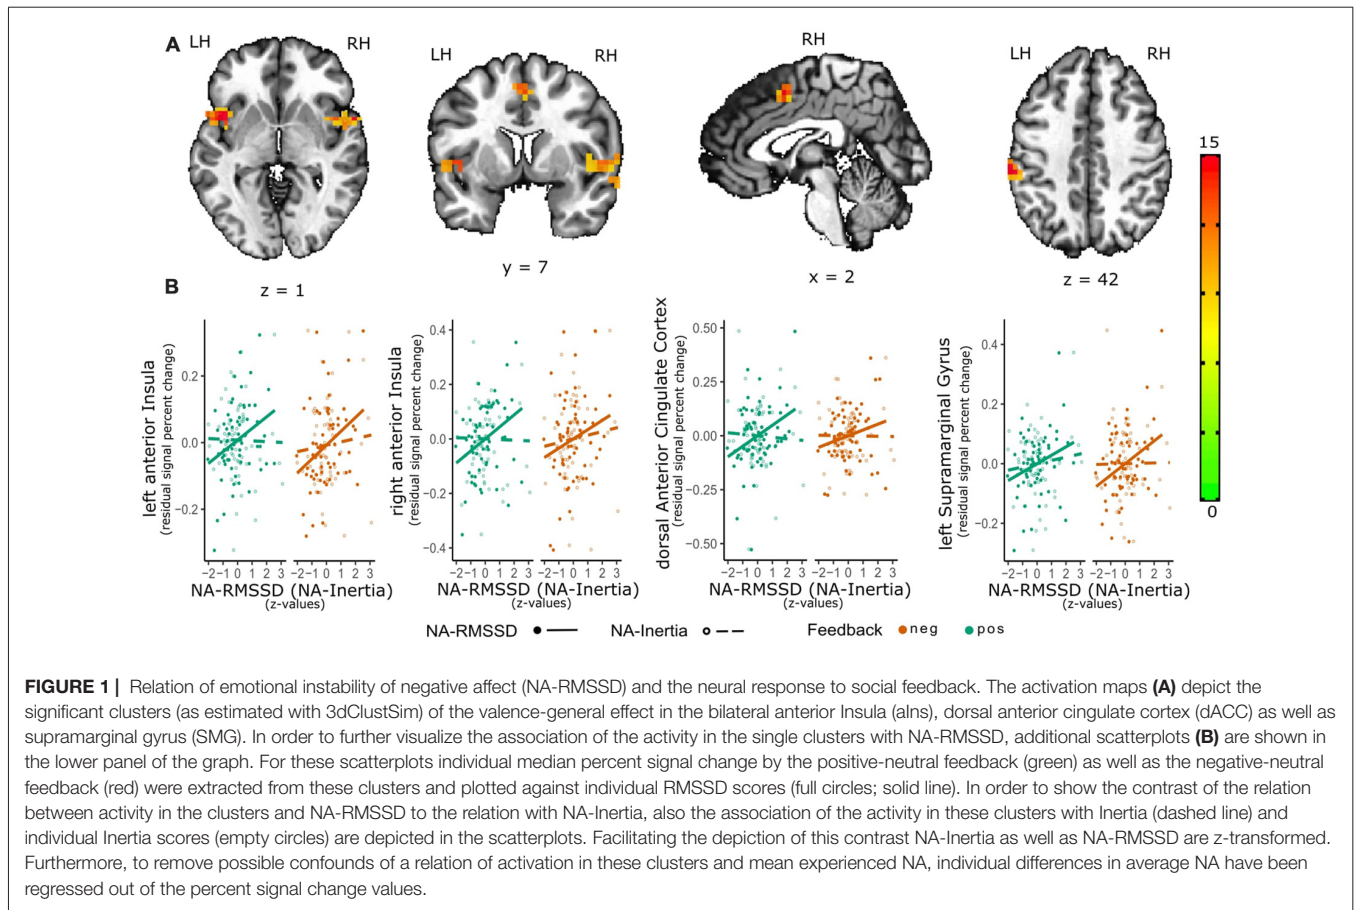 A
LH
RH
LH
RH
RH
LH
RH
z = 1
y = 7
x = 2
z = 42
15
0
B
left anterior Insula
(residual signal percent change)
0.2
0.0
−0.2
−2 −1 0 1 2 3
−2 −1 0 1 2 3
NA-RMSSD (NA-Inertia)
(z-values)
right anterior Insula
(residual signal percent change)
0.4
0.2
0.0
−0.2
−0.4
−2 −1 0 1 2 3
−2 −1 0 1 2 3
NA-RMSSD (NA-Inertia)
(z-values)
dorsal Anterior Cingulate Cortex
(residual signal percent change)
0.50
0.25
0.00
−0.25
−0.50
−2 −1 0 1 2 3
−2 −1 0 1 2 3
NA-RMSSD (NA-Inertia)
(z-values)
left Supramarginal Gyrus
(residual signal percent change)
0.4
0.2
0.0
−0.2
−2 −1 0 1 2 3
−2 −1 0 1 2 3
NA-RMSSD (NA-Inertia)
(z-values)
NA-RMSSD NA-Inertia Feedback neg pos
FIGURE 1 | Relation of emotional instability of negative affect (NA-RMSSD) and the neural response to social feedback. The activation maps (A) depict the
significant clusters (as estimated with 3dClustSim) of the valence-general effect in the bilateral anterior Insula (aIns), dorsal anterior cingulate cortex (dACC) as well as
supramarginal gyrus (SMG). In order to further visualize the association of the activity in the single clusters with NA-RMSSD, additional scatterplots (B) are shown in
the lower panel of the graph. For these scatterplots individual median percent signal change by the positive-neutral feedback (green) as well as the negative-neutral
feedback (red) were extracted from these clusters and plotted against individual RMSSD scores (full circles; solid line). In order to show the contrast of the relation
between activity in the clusters and NA-RMSSD to the relation with NA-Inertia, also the association of the activity in these clusters with Inertia (dashed line) and
individual Inertia scores (empty circles) are depicted in the scatterplots. Facilitating the depiction of this contrast NA-Inertia as well as NA-RMSSD are z-transformed.
Furthermore, to remove possible confounds of a relation of activation in these clusters and mean experienced NA, individual differences in average NA have been
regressed out of the percent signal change values.